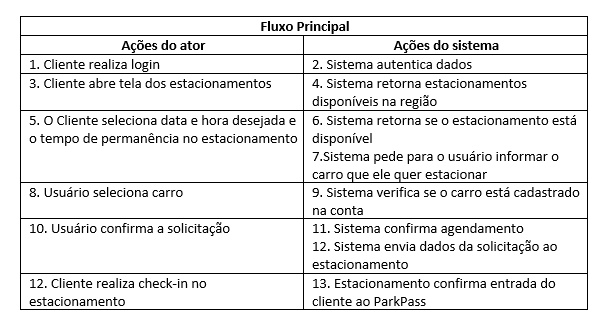 Fluxo Principal
Ações do ator
Ações do sistema
1. Cliente realiza login
2. Sistema autentica dados
3. Cliente abre tela dos estacionamentos
4. Sistema retorna estacionamentos
disponíveis na região
5. O Cliente seleciona data e hora desejada e
o tempo de permanência no estacionamento
6. Sistema retorna se o estacionamento está
disponível
7.Sistema pede para o usuário informar o
carro que ele quer estacionar
8. Usuário seleciona carro
9. Sistema verifica se o carro está cadastrado
na conta
10. Usuário confirma a solicitação
11. Sistema confirma agendamento
12. Sistema envia dados da solicitação ao
estacionamento
12. Cliente realiza check-in no
estacionamento
13. Estacionamento confirma entrada do
cliente ao ParkPass